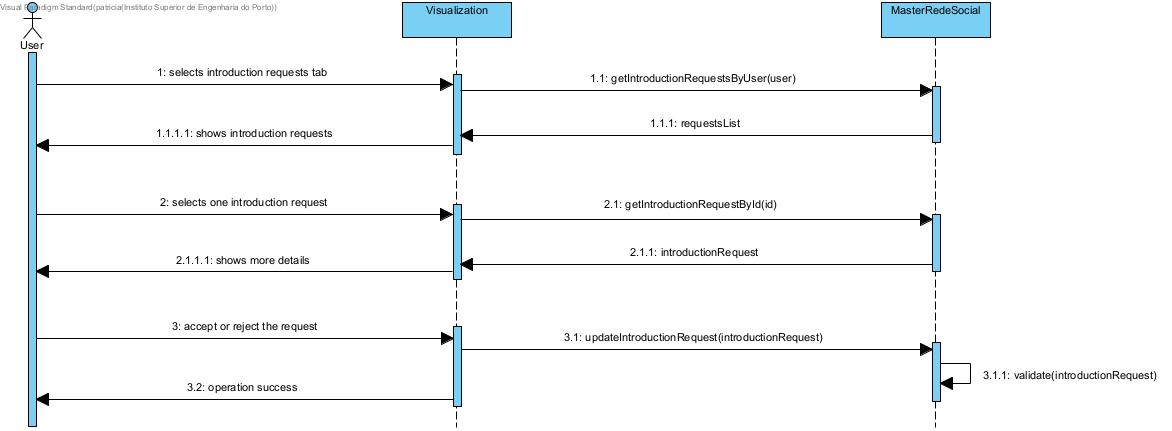 Visual Paradigm Standard(patricia(Instituto Superior de Engenharia do Porto))
User
Visualization
MasterRedeSocial
1: selects introduction requests tab
1.1: getIntroductionRequestsByUser(user)
1.1.1: requestsList
1.1.1.1: shows introduction requests
2: selects one introduction request
2.1: getIntroductionRequestById(id)
2.1.1: introductionRequest
2.1.1.1: shows more details
3: accept or reject the request
3.1: updateIntroductionRequest(introductionRequest)
3.1.1: validate(introductionRequest)
3.2: operation success